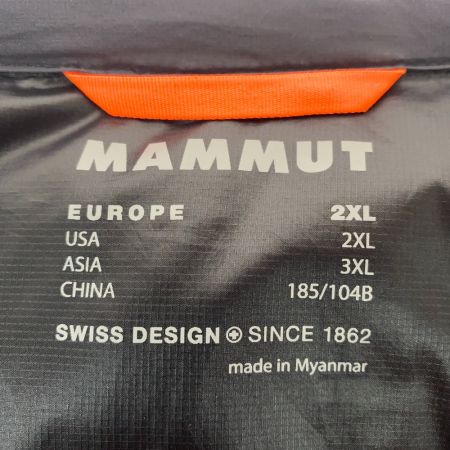 MAMMUT
EUROPE 2XL
USA 2XL
ASIA 3XL
CHINA 185/104B
SWISS DESIGN SINCE 1862
made in Myanmar